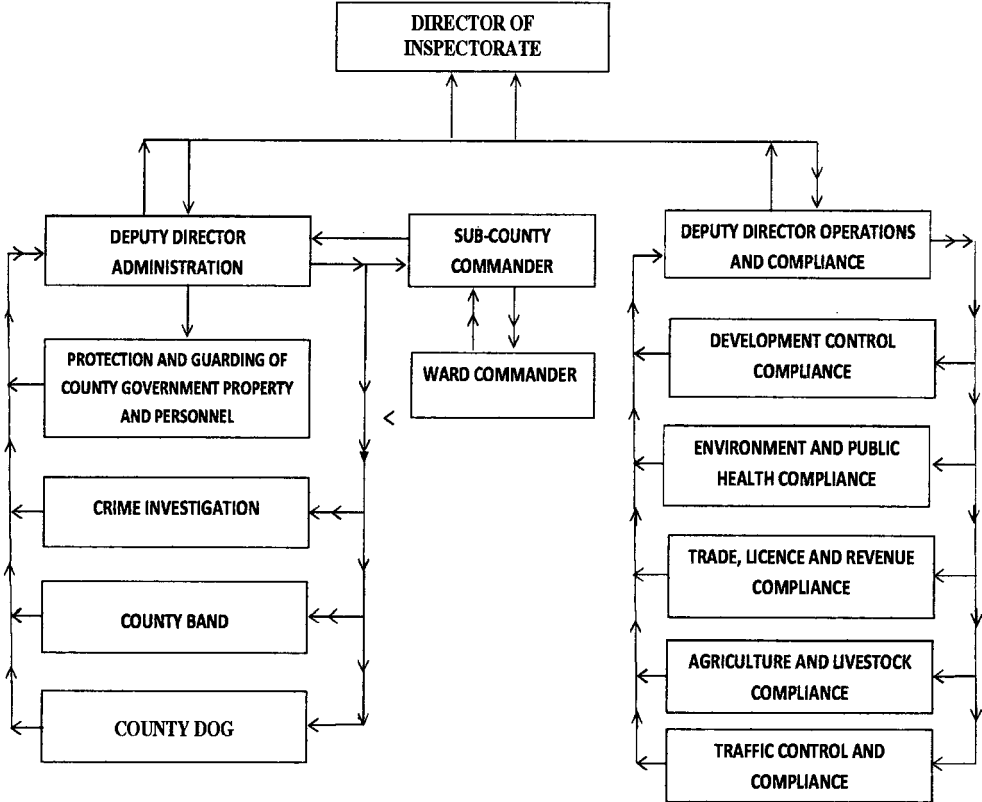 DIRECTOR OF
INSPECTORATE
DEPUTY DIRECTOR
ADMINISTRATION
SUB-COUNTY
COMMANDER
DEPUTY DIRECTOR OPERATIONS
AND COMPLIANCE
PROTECTION AND GUARDING OF
COUNTY GOVERNMENT PROPERTY
AND PERSONNEL
WARD COMMANDER
DEVELOPMENT CONTROL
COMPLIANCE
CRIME INVESTIGATION
ENVIRONMENT AND PUBLIC
HEALTH COMPLIANCE
COUNTY BAND
TRADE, LICENCE AND REVENUE
COMPLIANCE
COUNTY DOG
AGRICULTURE AND LIVESTOCK
COMPLIANCE
TRAFFIC CONTROL AND
COMPLIANCE